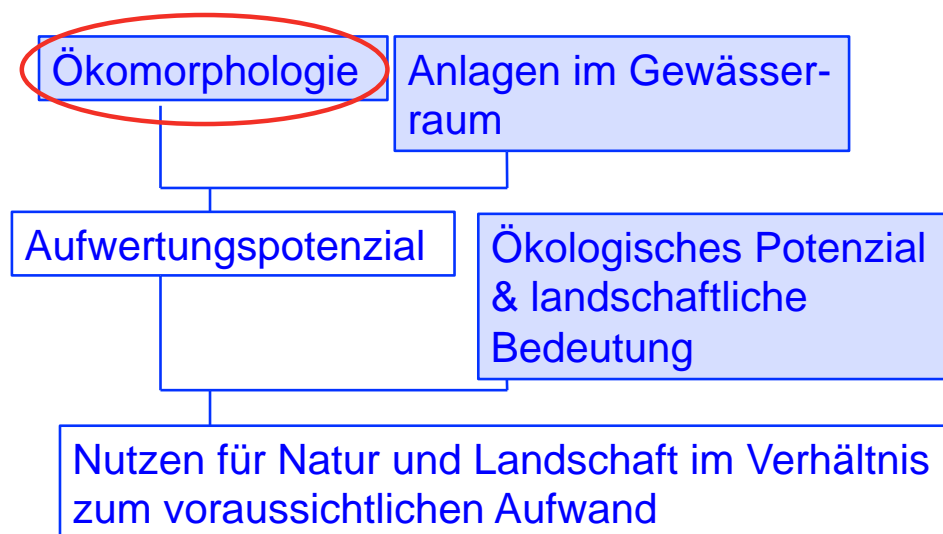 Ökomorphologie
Anlagen im Gewässer-
raum
Aufwertungspotenzial
Ökologisches Potenzial
& landschaftliche
Bedeutung
Nutzen für Natur und Landschaft im Verhältnis
zum voraussichtlichen Aufwand